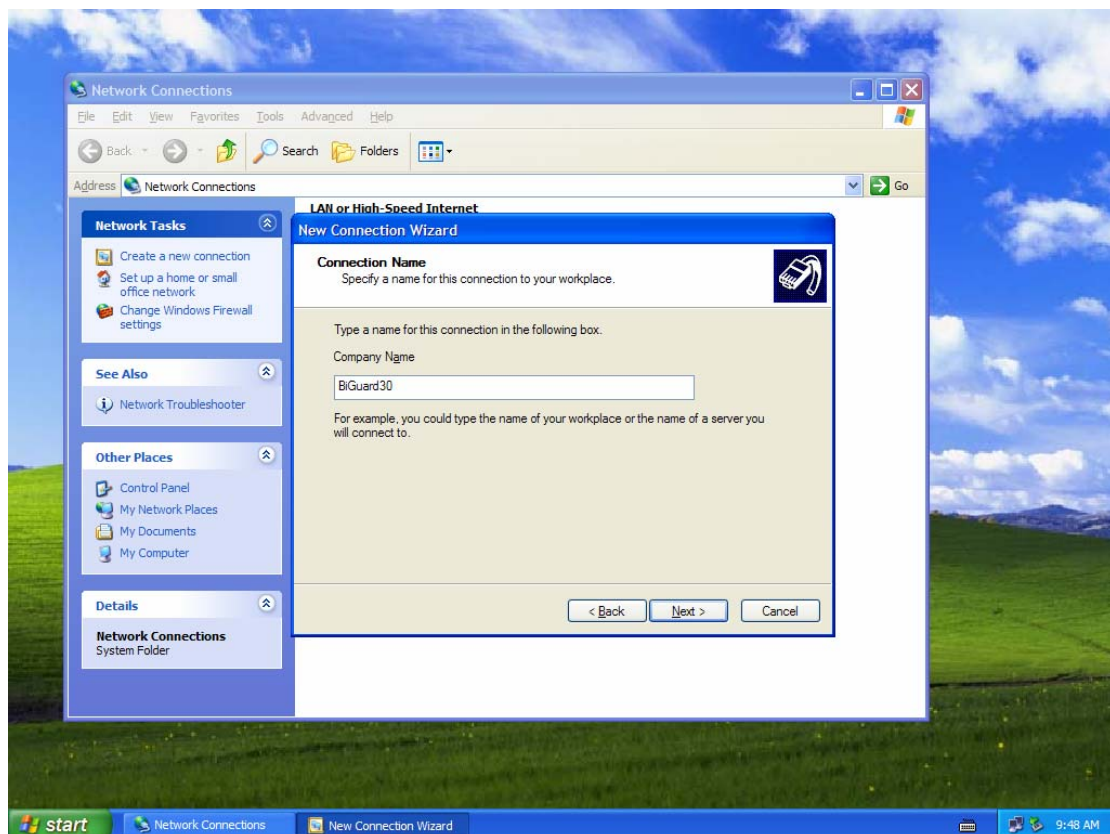 Network Connections
File Edit View Favorites Tools Advanced Help
Back Search Folders
Address Network Connections Go
LAN or High-Speed Internet
Network Tasks
Create a new connection
Set up a home or small
office network
Change Windows Firewall
settings
See Also
Network Troubleshooter
Other Places
Control Panel
My Network Places
My Documents
My Computer
Details
Network Connections
System Folder
New Connection Wizard
Connection Name
Specify a name for this connection to your workplace.
Type a name for this connection in the following box.
Company Name
BiGuard30
For example, you could type the name of your workplace or the name of a server you
will connect to.
< Back Next > Cancel
start Network Connections New Connection Wizard 9:48 AM